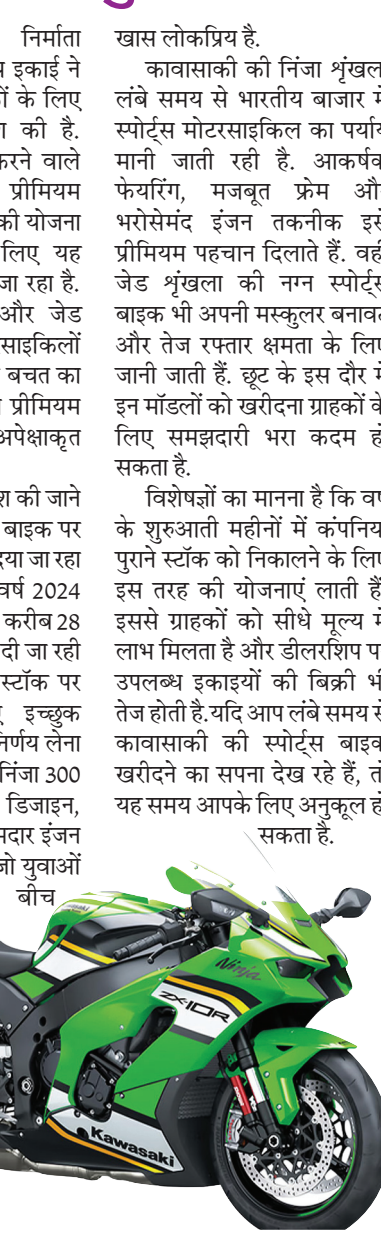 निर्माता
इकाई ने
के लिए
की है.
करने वाले
प्रीमियम
की योजना
लिए यह
जा रहा है.
और जेड
बचत का
प्रीमियम
अपेक्षाकृत
की जाने
बाइक पर
जा रहा
वर्ष 2024
करीब 28
दी जा रही
स्टॉक पर
इच्छुक
निर्णय लेना
निंजा 300
डिजाइन,
इंजन
जो युवाओं
बीच
खास लोकप्रिय है.
कावासाकी की निंजा शृंखला
लंबे समय से भारतीय बाजार में
स्पोर्ट्स मोटरसाइकिल का पर्याय
मानी जाती रही है. आकर्षक
फेयरिंग, मजबूत फ्रेम और
भरोसेमंद इंजन तकनीक इसे
प्रीमियम पहचान दिलाते हैं. वहीं
जेड शृंखला की नग्न स्पोर्ट्स
बाइक भी अपनी मस्कुलर बनावट
और तेज रफ्तार क्षमता के लिए
जानी जाती हैं. छूट के इस दौर में
इन मॉडलों को खरीदना ग्राहकों के
लिए समझदारी भरा कदम हो
सकता है.
विशेषज्ञों का मानना है कि वर्ष
के शुरुआती महीनों में कंपनियां
पुराने स्टॉक को निकालने के लिए
इस तरह की योजनाएं लाती हैं.
इससे ग्राहकों को सीधे मूल्य में
लाभ मिलता है और डीलरशिप पर
उपलब्ध इकाइयों की बिक्री भी
तेज होती है.यदि आप लंबे समय से
कावासाकी की स्पोर्ट्स बाइक
खरीदने का सपना देख रहे हैं, तो
यह समय आपके लिए अनुकूल हो
सकता है.
Ninja
ZX-10R
Kawasaki